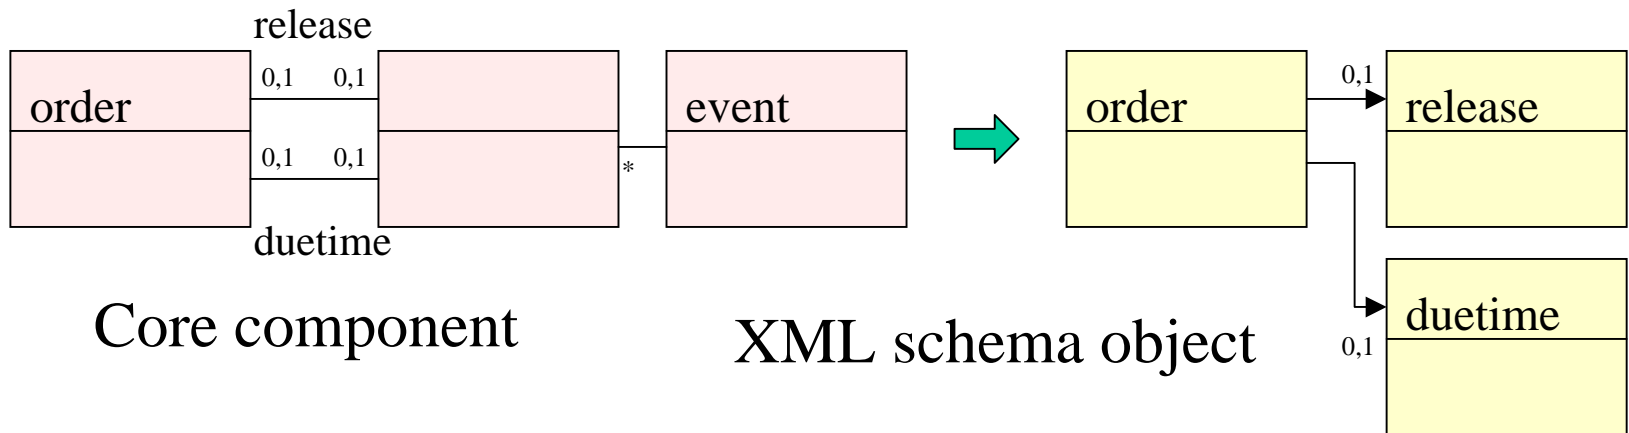 release
0,1 0,1
order
event
0,1 0,1
*
duetime
Core component
0,1
order
release
duetime
0,1
XML schema object